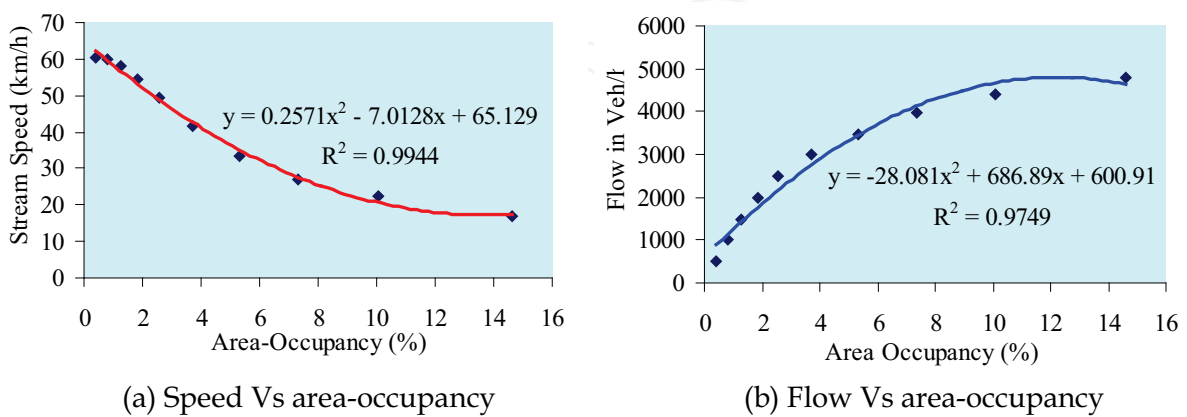 70
60
50
40
30
20
10
0
Stream Speed (km/h)
y = 0.2571x² - 7.0128x + 65.129
R² = 0.9944
0 2 4 6 8 10 12 14 16
Area-Occupancy (%)
(a) Speed Vs area-occupancy
6000
5000
4000
3000
2000
1000
0
Flow in Veh/
y = -28.081x² + 686.89x + 600.91
R² = 0.9749
0 2 4 6 8 10 12 14 16
Area Occupancy (%)
(b) Flow Vs area-occupancy